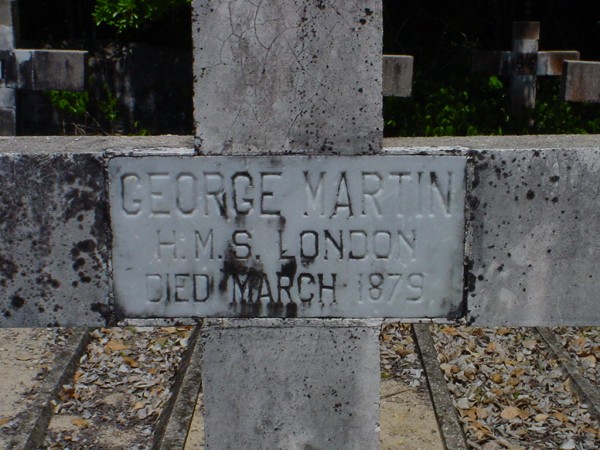 GEORGE MARTIN
H.M.S. LONDON
DIED MARCH 1879